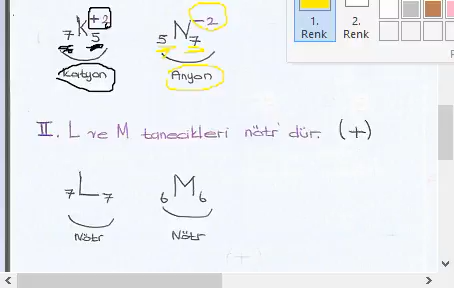 ₇K₅⁺² ₅N₇⁻²
Katyon Anyon
II. L ve M tanecikleri nötr'dür. (+)
₇L₇ ₆M₆
Nötr Nötr
1. Renk 2. Renk